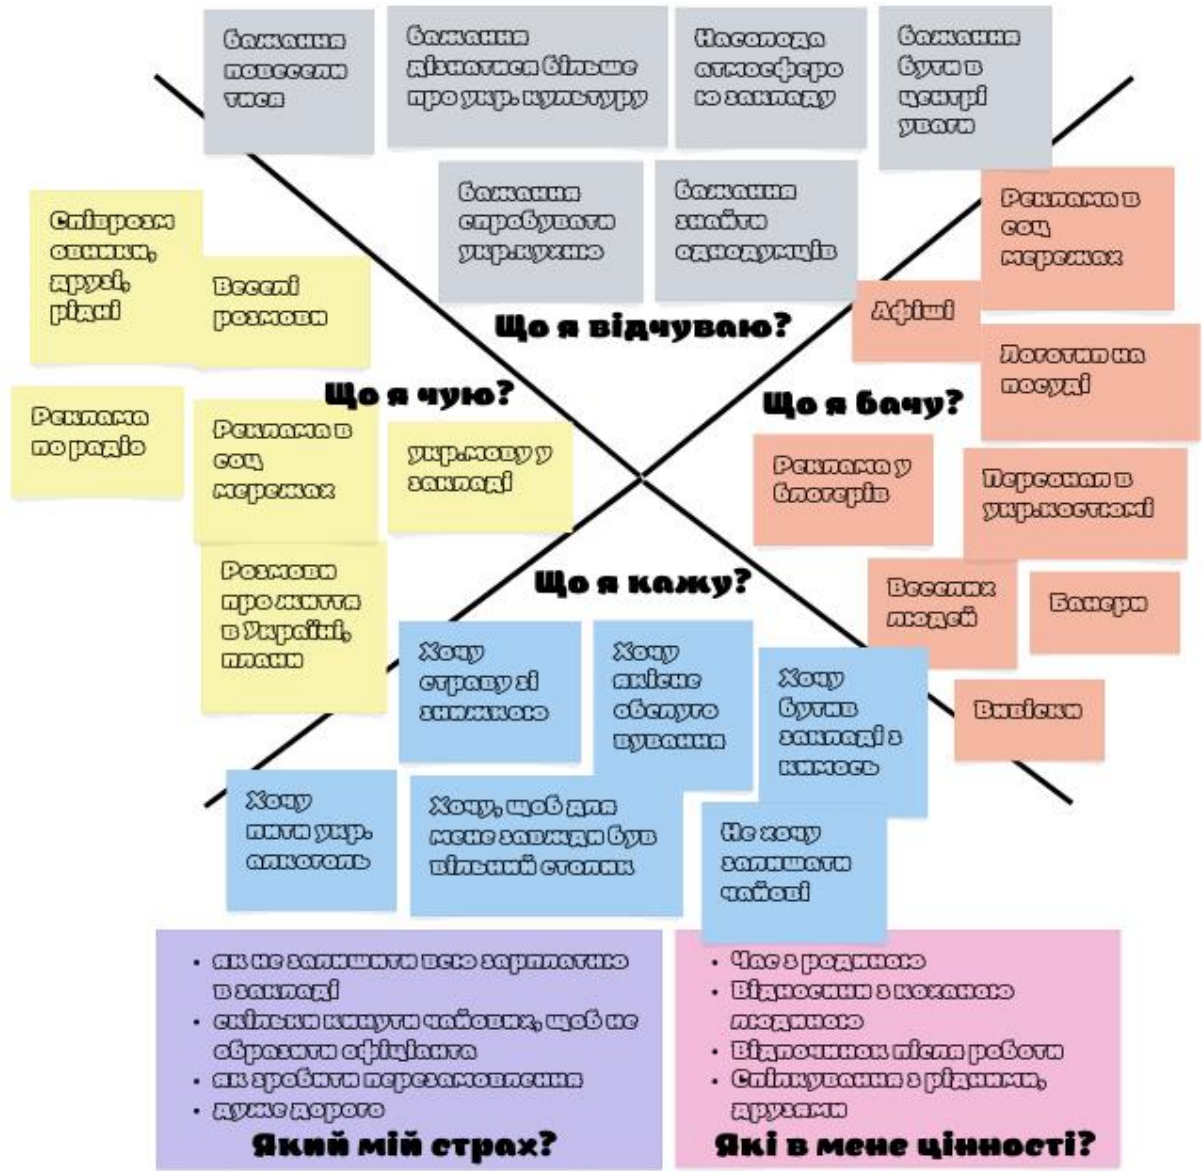 бажання
повесели
тися
бажання
дізнатися більше
про укр. культуру
Насолода
атмосферо
ю закладу
бажання
бути в
центрі
уваги
бажання
спробувати
укр.кухню
бажання
знайти
однодумців
Що я відчуваю?
Співрозм
овники,
друзі,
рідні
Веселі
розмови
Що я чую?
Реклама
по радіо
Реклама в
соц
мережах
укр.мову у
закладі
Розмови
про життя
в Україні,
плани
Реклама в
соц
мережах
Афіші
Логотип на
посуді
Що я бачу?
Реклама у
блогерів
Персонал в
укр.костюмі
Веселих
людей
Банери
Вивіски
Що я кажу?
Хочу
страву зі
знижкою
Хочу
якісне
обслуго
вування
Хочу
бутив
закладі з
кимось
Хочу
пити укр.
алкоголь
Хочу, щоб для
мене завжди був
вільний столик
Не хочу
залишати
чайові
• як не залишити всю зарплатню
в закладі
• скільки кинути чайових, щоб не
образити офіціанта
• як зробити перезамовлення
• дуже дорого
Який мій страх?
• Час з родиною
• Відносини з коханою
людиною
• Відпочинок після роботи
• Спілкування з рідними,
друзями
Які в мене цінності?